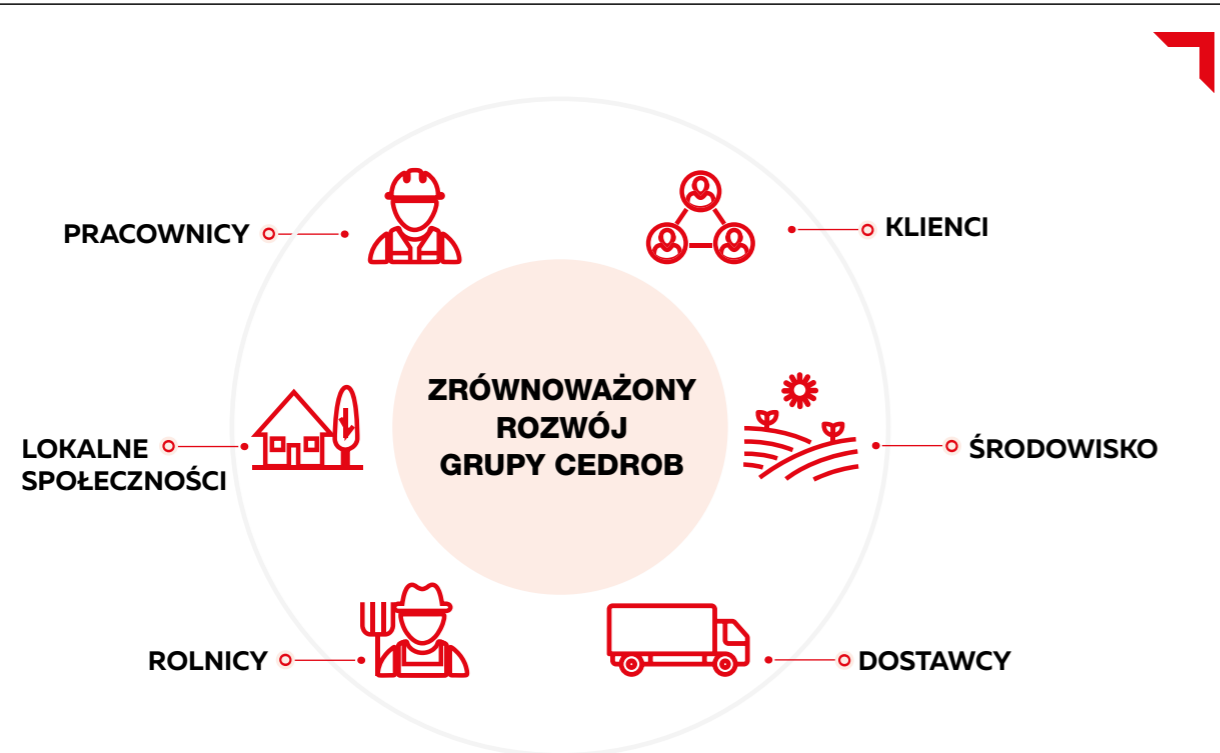 PRACOWNICY
KLIENCI
ZRÓWNOWAŻONY
ROZWÓJ
GRUPY CEDROB
LOKALNE
SPOŁECZNOŚCI
ŚRODOWISKO
ROLNICY
DOSTAWCY